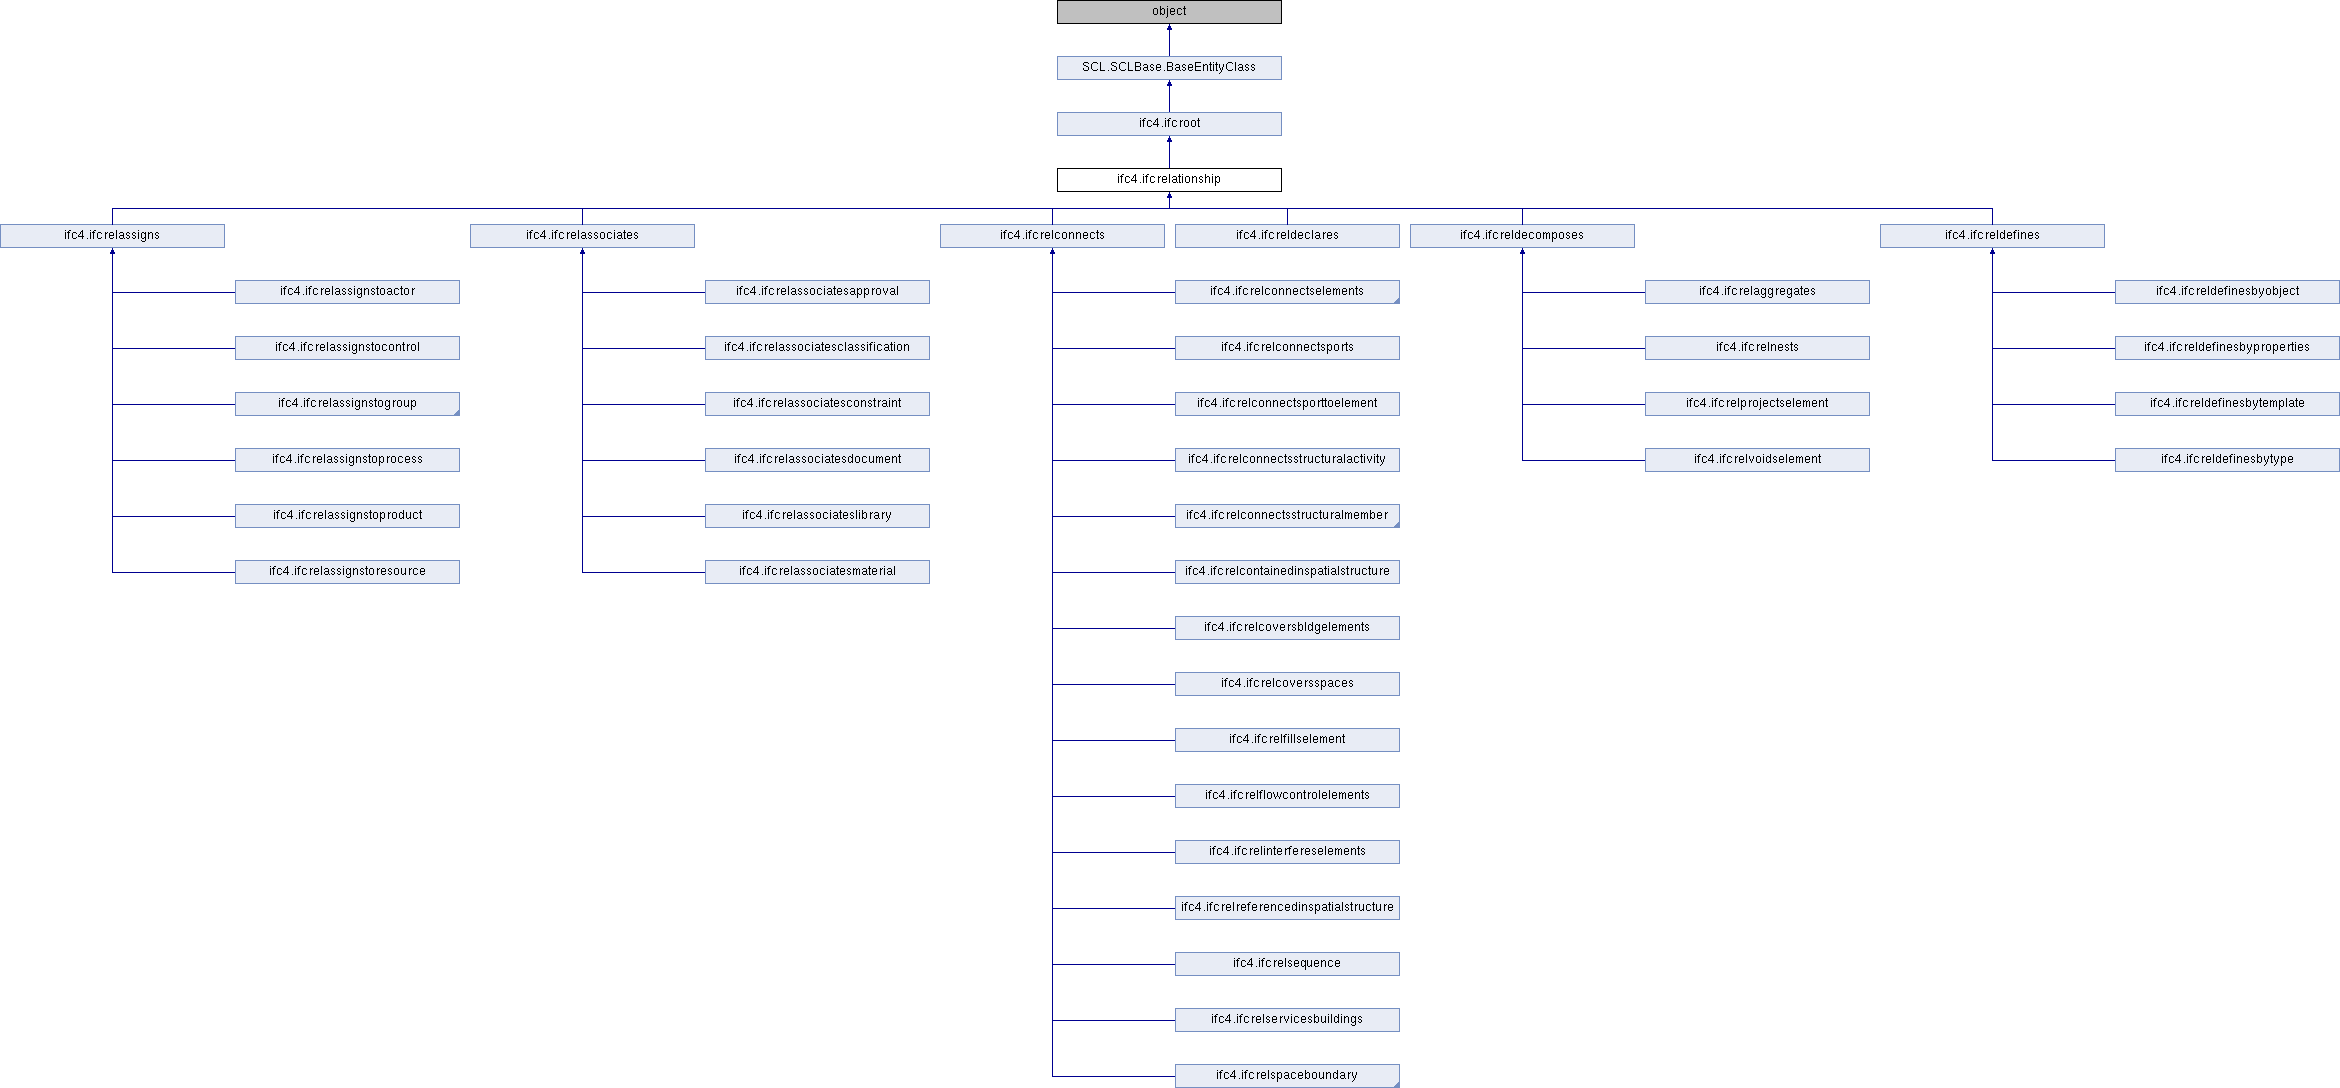 object
SCL.SCLBase.BaseEntityClass
ifc4.ifcroot
ifc4.ifcrelationship
ifc4.ifcrelassigns
ifc4.ifcrelassociates
ifc4.ifcrelconnects
ifc4.ifcreldeclares
ifc4.ifcreldecomposes
ifc4.ifcreldefines
ifc4.ifcrelassignstoactor
ifc4.ifcrelassociatesapproval
ifc4.ifcrelconnectselements
ifc4.ifcrelaggregates
ifc4.ifcreldefinesbyobject
ifc4.ifcrelassignstocontrol
ifc4.ifcrelassociatesclassification
ifc4.ifcrelconnectsports
ifc4.ifcrelnests
ifc4.ifcreldefinesbyproperties
ifc4.ifcrelassignstogroup
ifc4.ifcrelassociatesconstraint
ifc4.ifcrelconnectsporttoelement
ifc4.ifcrelprojectselement
ifc4.ifcreldefinesbytemplate
ifc4.ifcrelassignstoprocess
ifc4.ifcrelassociatesdocument
ifc4.ifcrelconnectsstructuralactivity
ifc4.ifcrelvoidselement
ifc4.ifcreldefinesbytype
ifc4.ifcrelassignstoproduct
ifc4.ifcrelassociateslibrary
ifc4.ifcrelconnectsstructuralmember
ifc4.ifcrelassignstoresource
ifc4.ifcrelassociatesmaterial
ifc4.ifcrelcontainedinspatialstructure
ifc4.ifcrelcoversbldgelements
ifc4.ifcrelcoversspaces
ifc4.ifcrelfillselement
ifc4.ifcrelflowcontrolelements
ifc4.ifcrelinterfereselements
ifc4.ifcrelreferencedinspatialstructure
ifc4.ifcrelsequence
ifc4.ifcrelservicesbuildings
ifc4.ifcrelspaceboundary